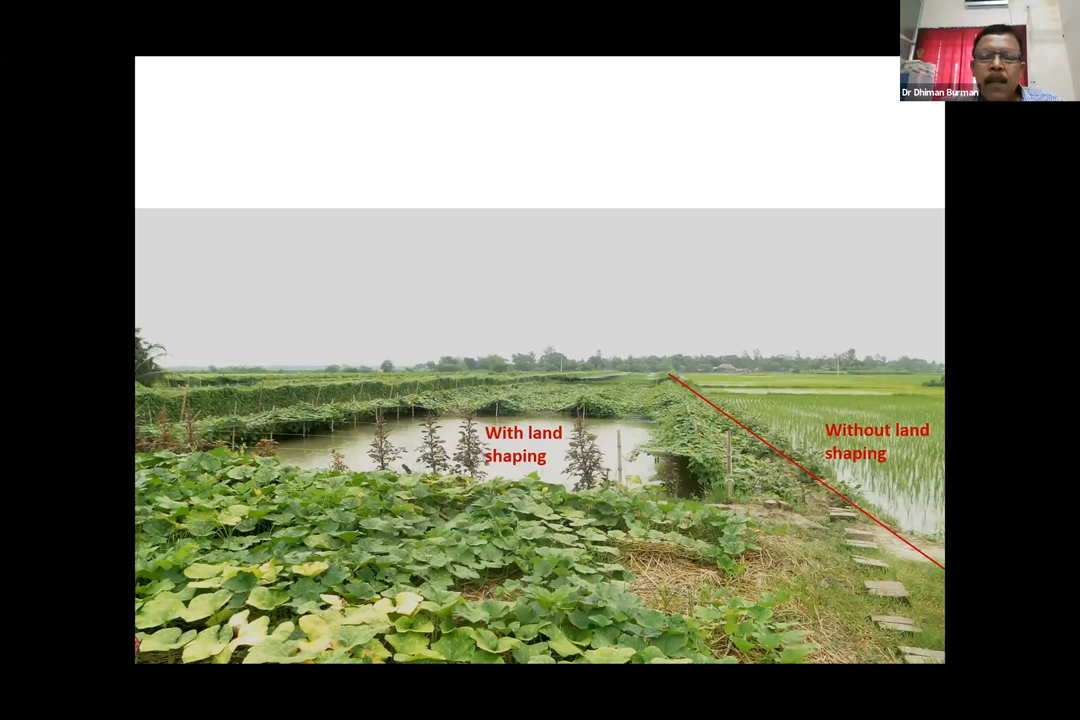 Dr Dhiman Burman
With land
shaping
Without land
shaping